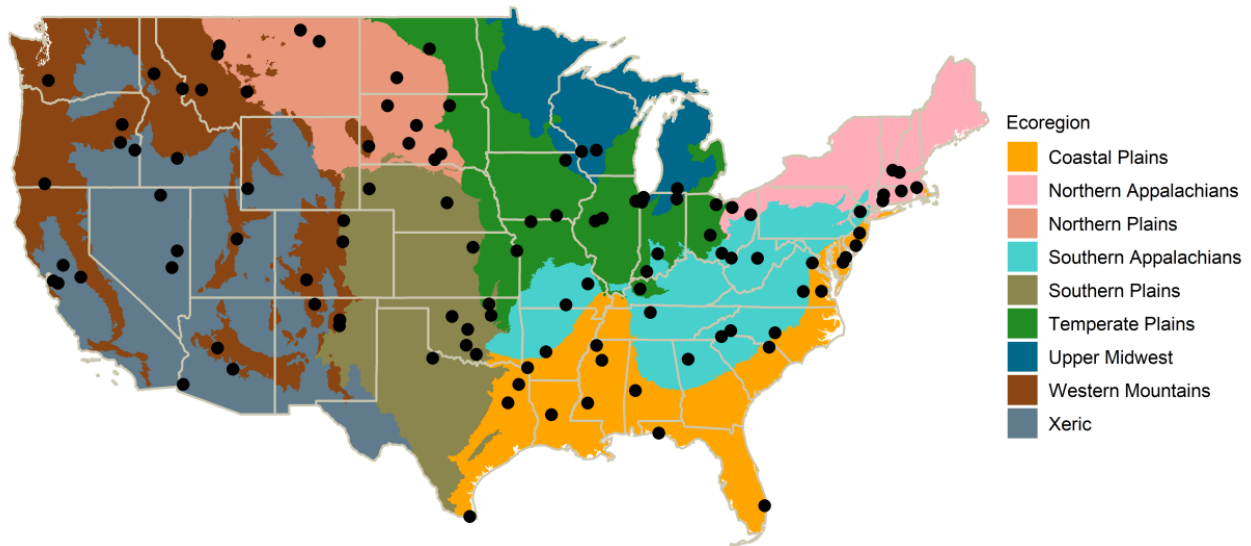 Ecoregion
Coastal Plains
Northern Appalachians
Northern Plains
Southern Appalachians
Southern Plains
Temperate Plains
Upper Midwest
Western Mountains
Xeric